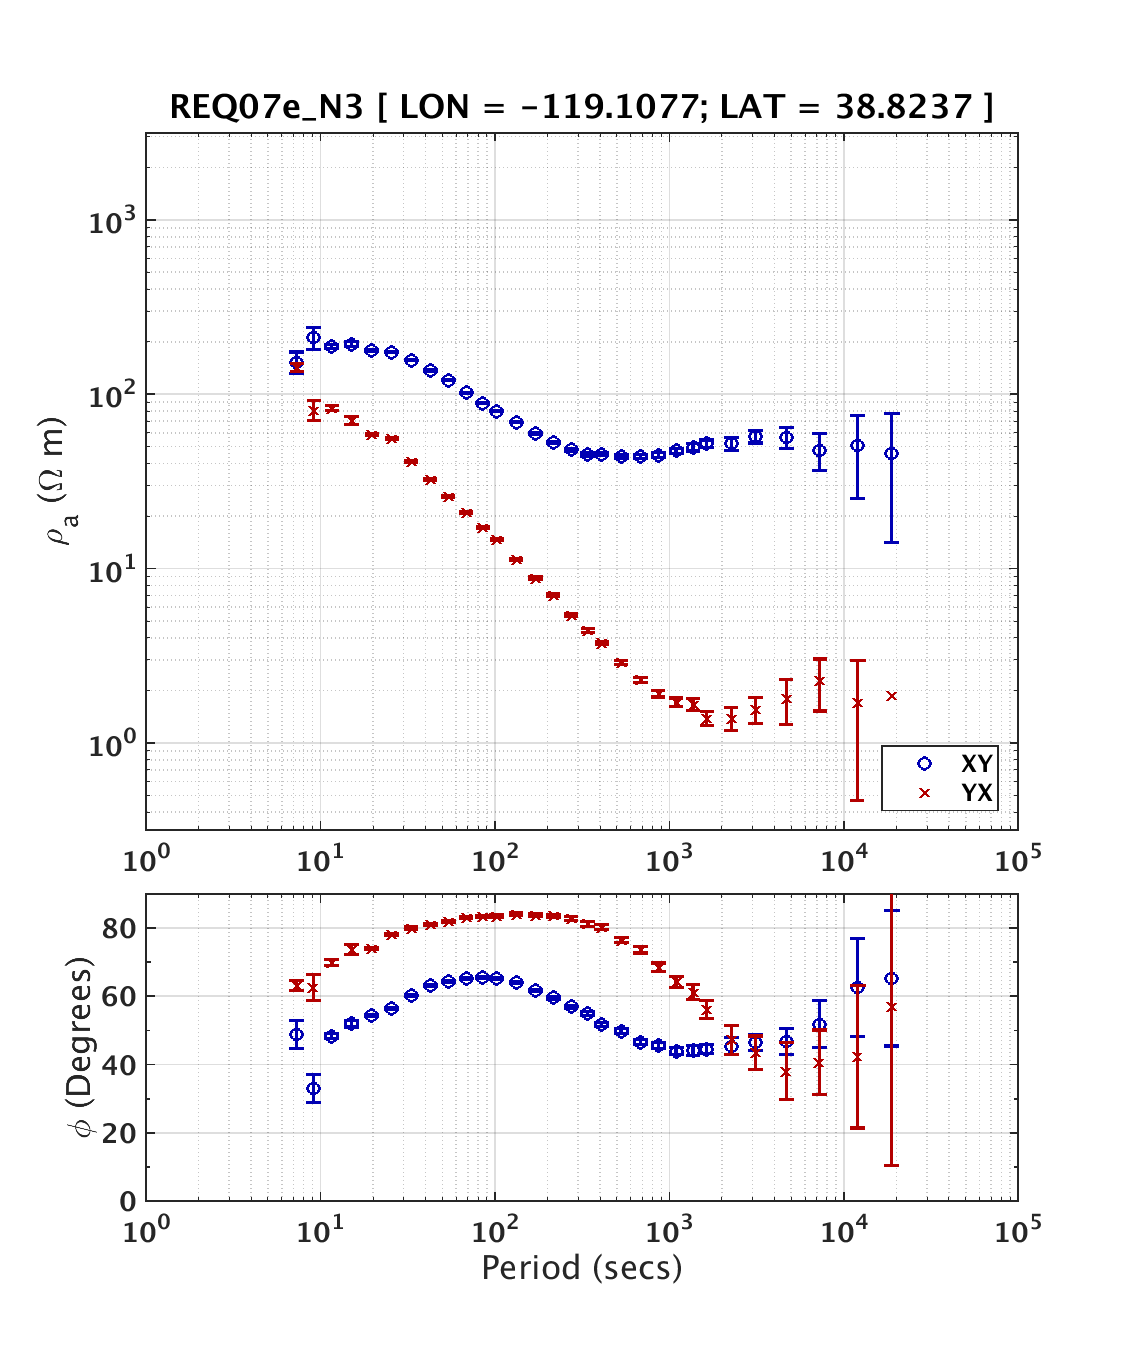 REQ07e_N3 [ LON = -119.1077; LAT = 38.8237 ]
10³
10²
10¹
10⁰
ρₐ (Ω m)
XY
YX
10⁰ 10¹ 10² 10³ 10⁴ 10⁵
80
60
40
20
0
ϕ (Degrees)
10⁰ 10¹ 10² 10³ 10⁴ 10⁵
Period (secs)